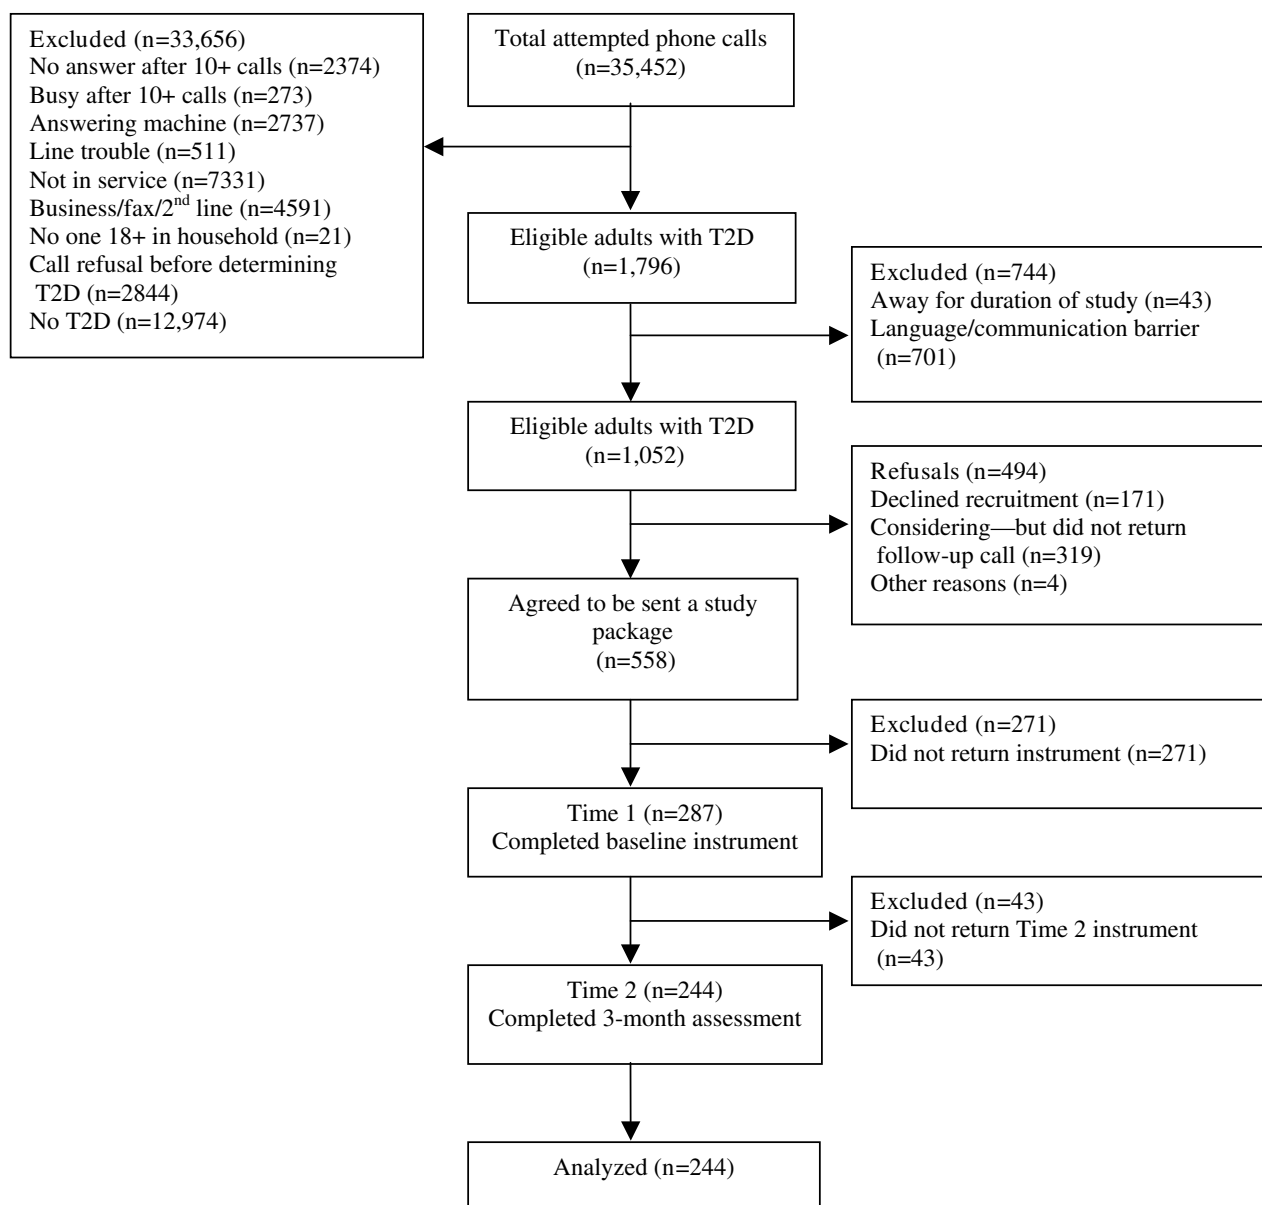 Excluded (n=33,656)
No answer after 10+ calls (n=2374)
Busy after 10+ calls (n=273)
Answering machine (n=2737)
Line trouble (n=511)
Not in service (n=7331)
Business/fax/2nd line (n=4591)
No one 18+ in household (n=21)
Call refusal before determining
T2D (n=2844)
No T2D (n=12,974)
Total attempted phone calls
(n=35,452)
Eligible adults with T2D
(n=1,796)
Excluded (n=744)
Away for duration of study (n=43)
Language/communication barrier
(n=701)
Eligible adults with T2D
(n=1,052)
Refusals (n=494)
Declined recruitment (n=171)
Considering—but did not return
follow-up call (n=319)
Other reasons (n=4)
Agreed to be sent a study
package
(n=558)
Excluded (n=271)
Did not return instrument (n=271)
Time 1 (n=287)
Completed baseline instrument
Excluded (n=43)
Did not return Time 2 instrument
(n=43)
Time 2 (n=244)
Completed 3-month assessment
Analyzed (n=244)